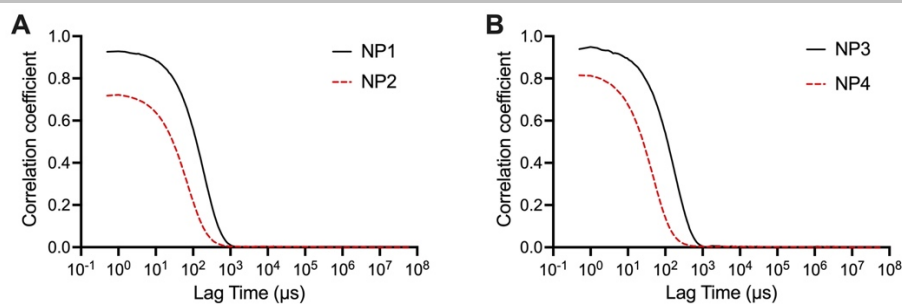 A
B
1.0
0.8
0.6
0.4
0.2
0.0
Correlation coefficient
NP1
NP2
10⁻¹ 10⁰ 10¹ 10² 10³ 10⁴ 10⁵ 10⁶ 10⁷ 10⁸
Lag Time (µs)
1.0
0.8
0.6
0.4
0.2
0.0
Correlation coefficient
NP3
NP4
10⁻¹ 10⁰ 10¹ 10² 10³ 10⁴ 10⁵ 10⁶ 10⁷ 10⁸
Lag Time (µs)